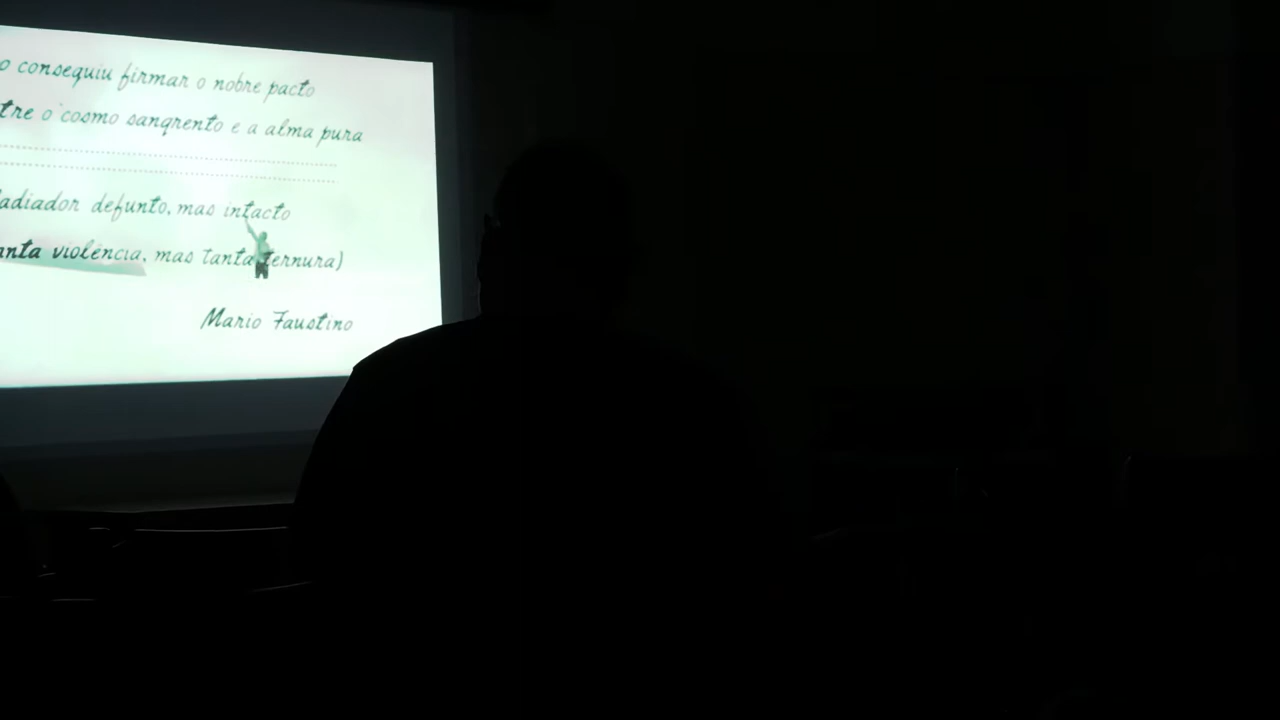 o conseguiu firmar o nobre pacto
tre o cosmo sangrento e a alma pura
adiador defunto, mas intacto
anta violência, mas tanta ternura)
Mario Faustino